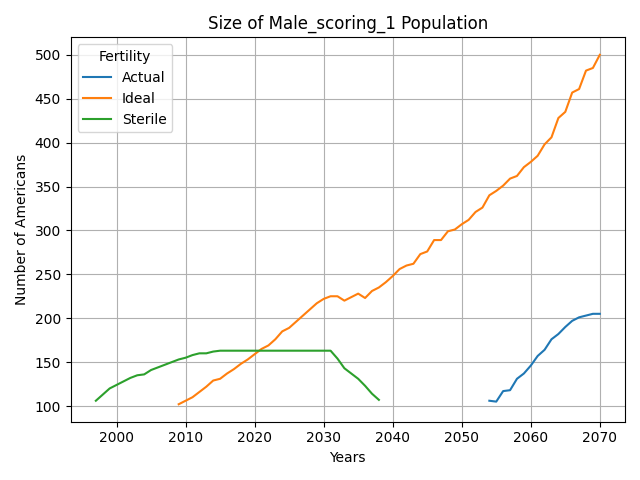 Size of Male_scoring_1 Population
Fertility
Actual
Ideal
Sterile
Number of Americans
500
450
400
350
300
250
200
150
100
2000 2010 2020 2030 2040 2050 2060 2070
Years